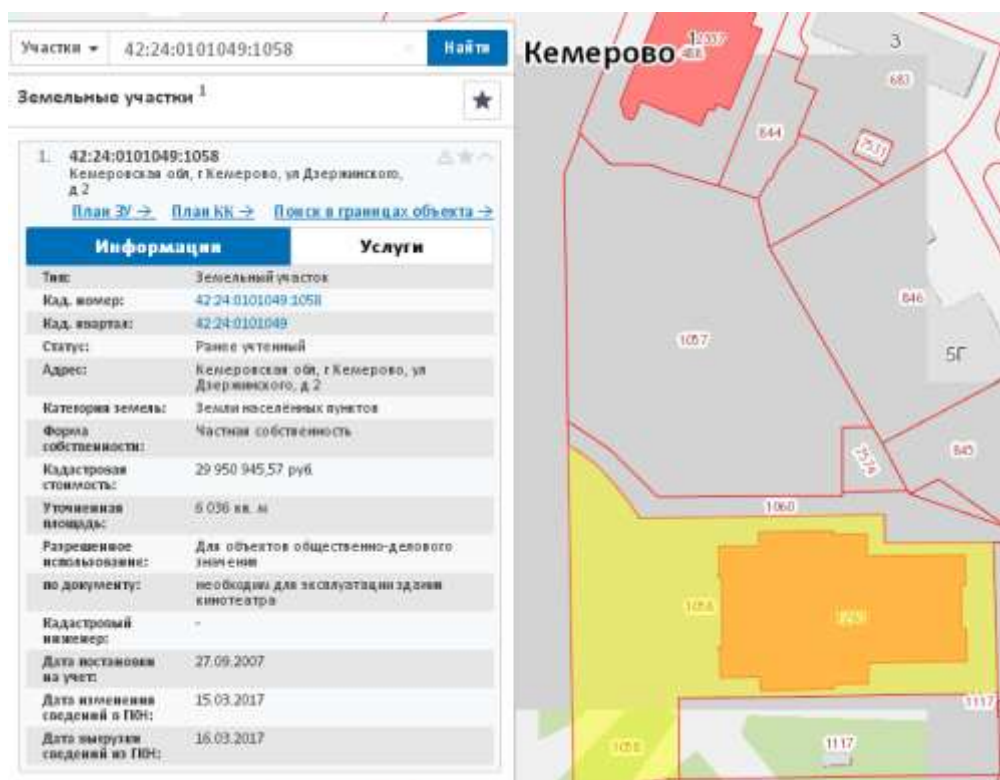 Участки
42:24:0101049:1058
Найти
Земельные участки 1
1. 42:24:0101049:1058
Кемеровская обл, г Кемерово, ул Дзержинского,
д 2
План ЗУ → План КК → Поиск в границах объекта →
Информация Услуги
Тип: Земельный участок
Кад. номер: 42:24:0101049:1058
Кад. квартал: 42:24:0101049
Статус: Ранее учтенный
Адрес: Кемеровская обл, г Кемерово, ул
Дзержинского, д 2
Категория земель: Земли населённых пунктов
Форма
собственности: Частная собственность
Кадастровая
стоимость: 29 950 945,57 руб.
Уточненная
площадь: 6 036 кв. м
Разрешенное
использование: Для объектов общественно-делового
значения
по документу: необходим для эксплуатации здания
кинотеатра
Кадастровый
инженер: -
Дата постановки
на учет: 27.09.2007
Дата изменения
сведений в ГКН: 15.03.2017
Дата выгрузки
сведений из ГКН: 16.03.2017
Кемерово
1
3
683
644
7531
846
1057
5Г
7574
845
1060
1058
1117
1117
1058